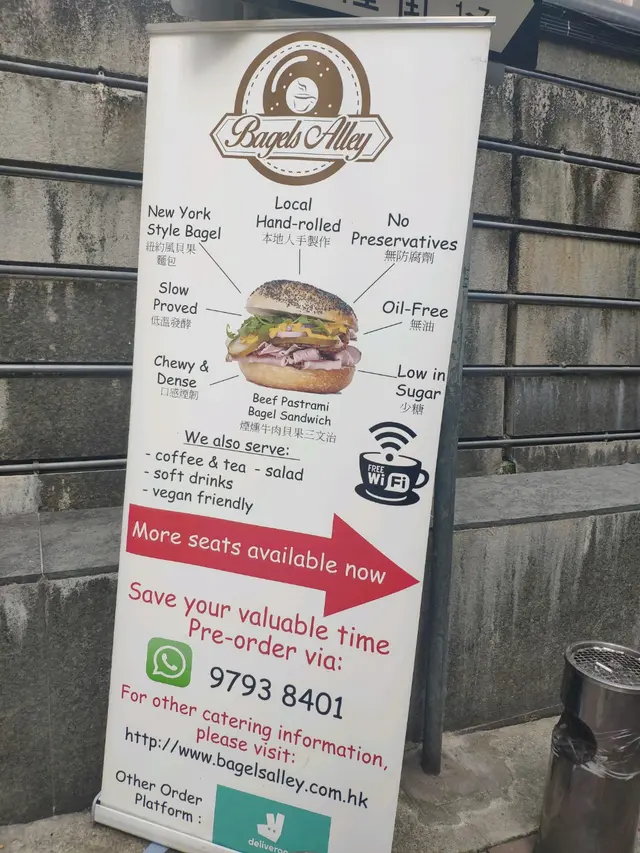 Bagels Alley
New York
Style Bagel
紐約風貝果
麵包
Local
Hand-rolled
本地人手製作
No
Preservatives
無防腐劑
Slow
Proved
低溫發酵
Oil-Free
無油
Chewy &
Dense
口感煙韌
Low in
Sugar
少糖
Beef Pastrami
Bagel Sandwich
煙燻牛肉貝果三文治
We also serve:
- coffee & tea - salad
- soft drinks
- vegan friendly
FREE
WiFi
More seats available now
Save your valuable time
Pre-order via:
9793 8401
For other catering information,
please visit:
http://www.bagelsalley.com.hk
Other Order
Platform :